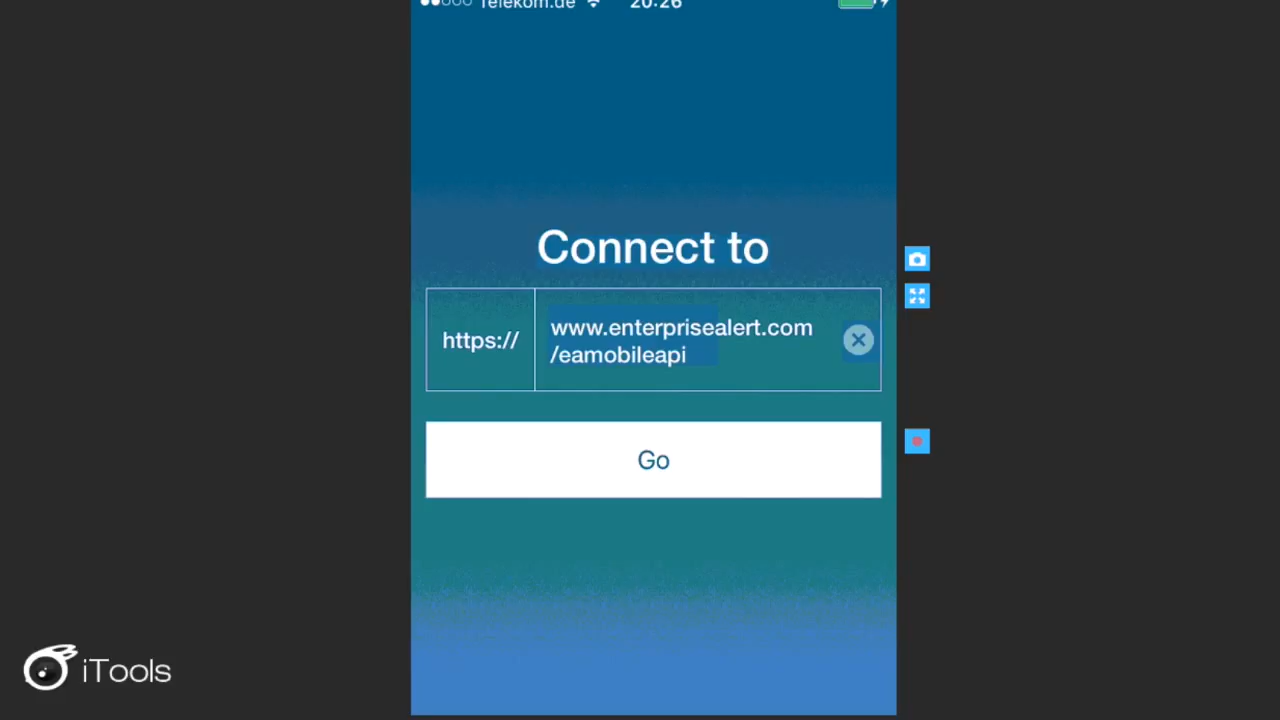 Telekom.de 20:26
Connect to
https://
www.enterprisealert.com
/eamobileapi
Go
iTools